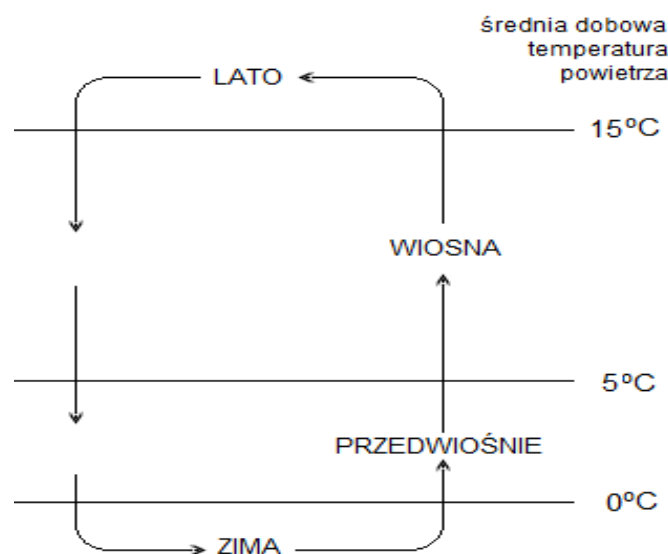 średnia dobowa
temperatura
powietrza
LATO
15°C
WIOSNA
5°C
PRZEDWIOŚNIE
0°C
ZIMA